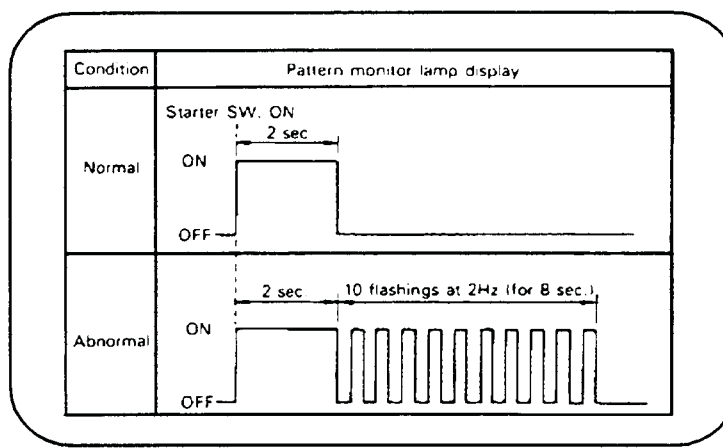 Condition Pattern monitor lamp display
Normal
Starter SW. ON
2 sec
ON
OFF
Abnormal
2 sec 10 flashings at 2Hz (for 8 sec.)
ON
OFF